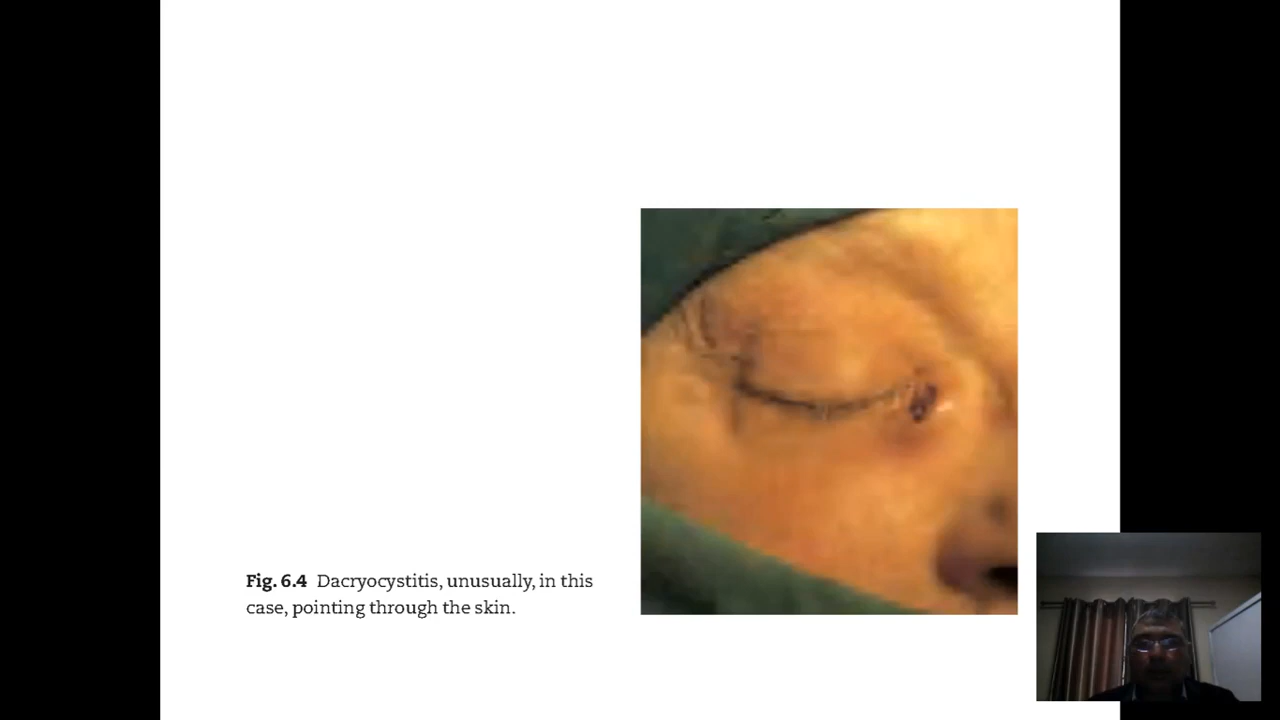 Fig. 6.4 Dacryocystitis, unusually, in this
case, pointing through the skin.